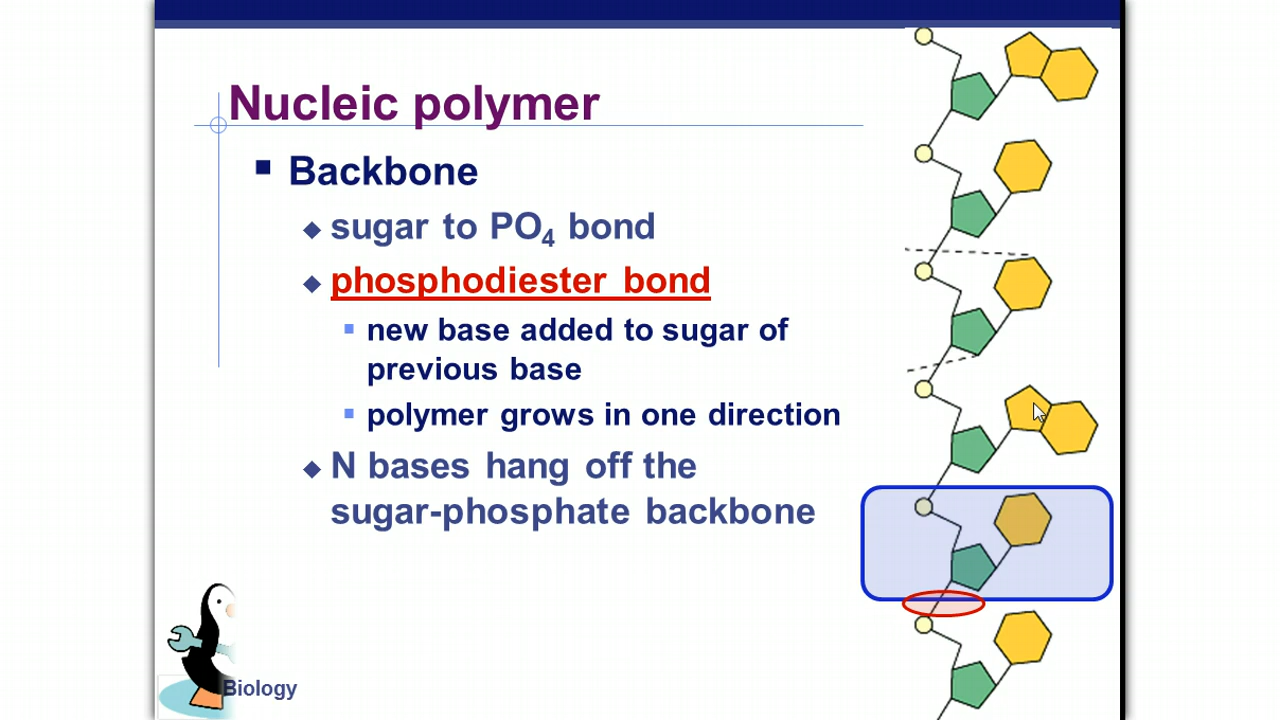 Nucleic polymer
Backbone
sugar to PO₄ bond
phosphodiester bond
new base added to sugar of
previous base
polymer grows in one direction
N bases hang off the
sugar-phosphate backbone
Biology